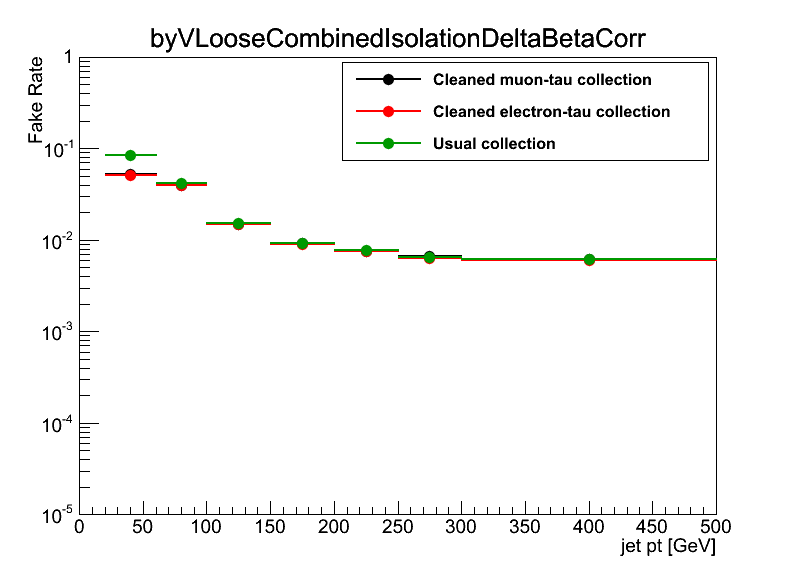 byVLooseCombinedIsolationDeltaBetaCorr
Fake Rate
1
10^-1
10^-2
10^-3
10^-4
10^-5
Cleaned muon-tau collection
Cleaned electron-tau collection
Usual collection
0 50 100 150 200 250 300 350 400 450 500
jet pt [GeV]